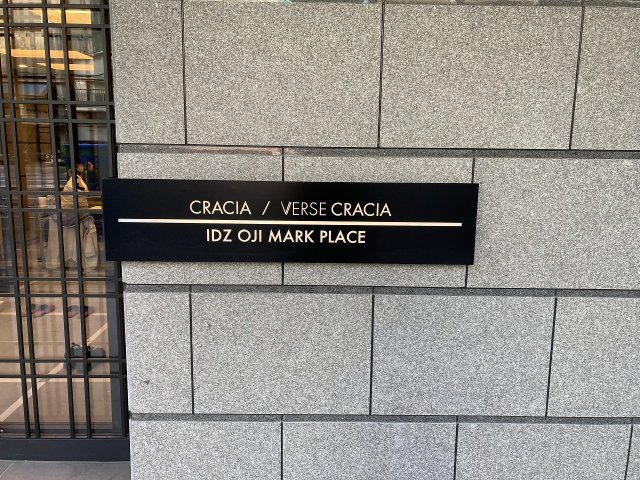 CRACIA / VERSE CRACIA
IDZ OJI MARK PLACE